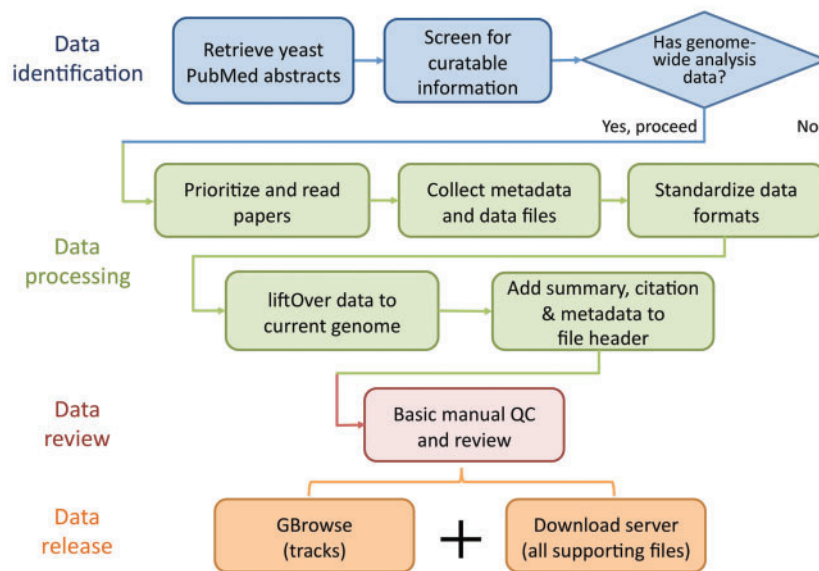 Data
identification
Retrieve yeast
PubMed abstracts
Screen for
curatable
information
Has genome-
wide analysis
data?
Yes, proceed
No
Prioritize and read
papers
Collect metadata
and data files
Standardize data
formats
Data
processing
liftOver data to
current genome
Add summary, citation
& metadata to
file header
Data
review
Basic manual QC
and review
Data
release
GBrowse
(tracks)
+
Download server
(all supporting files)